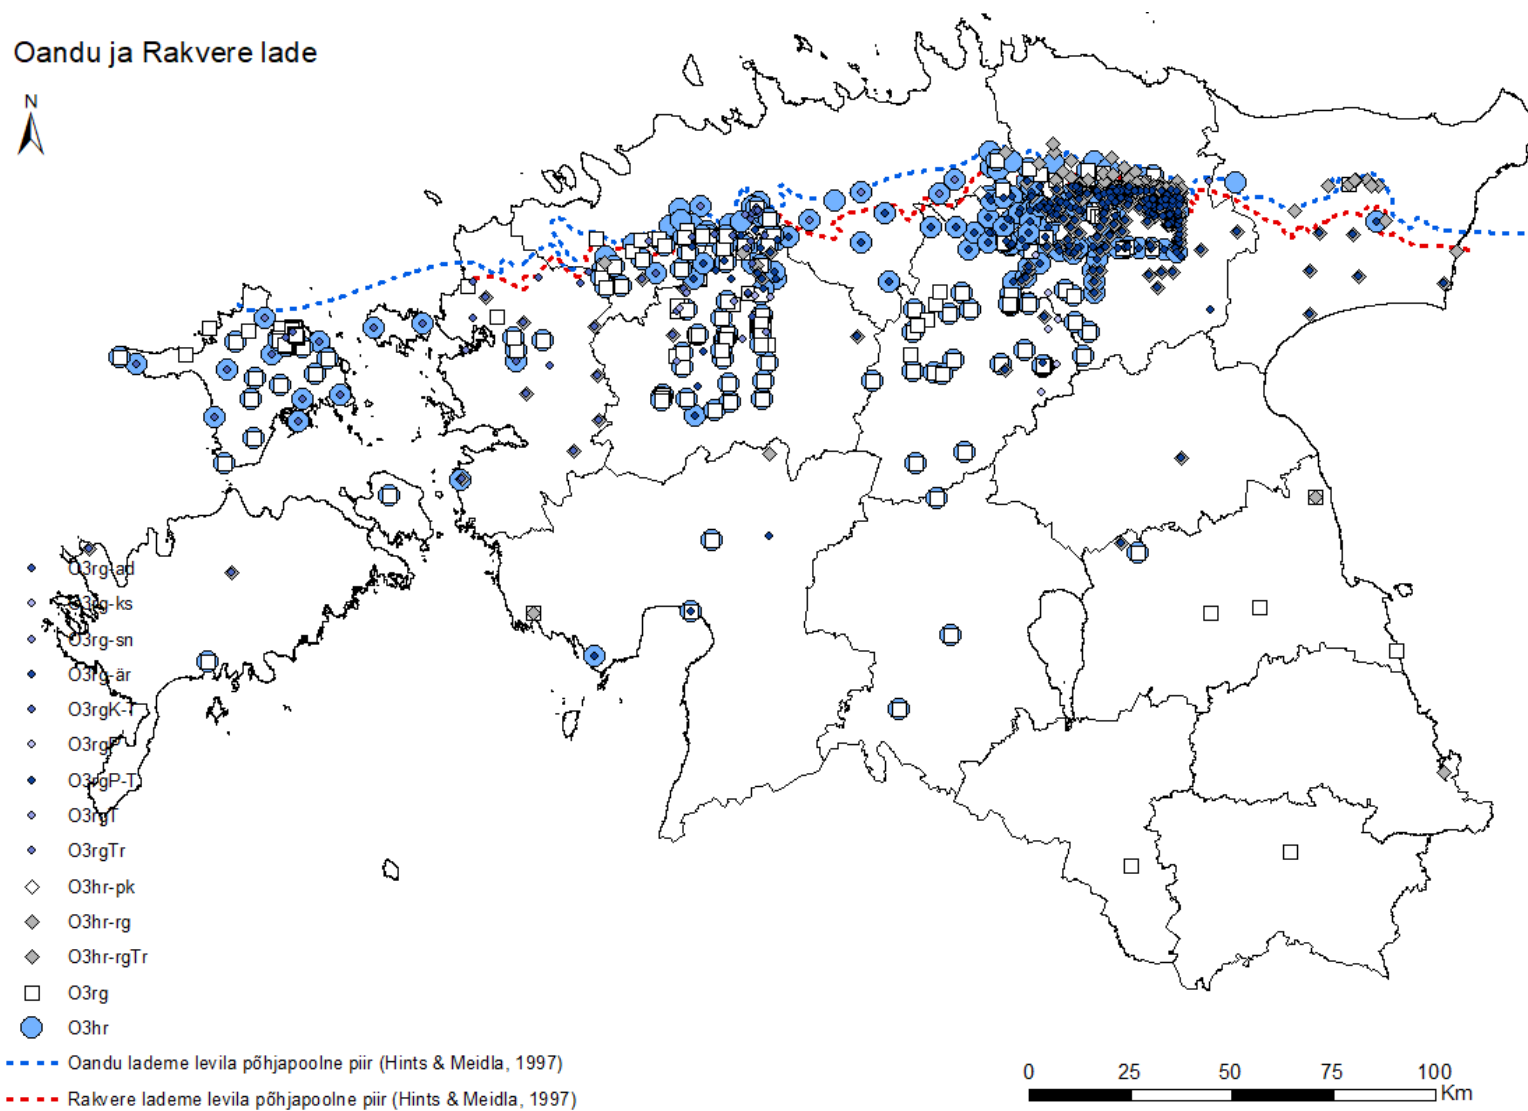 Oandu ja Rakvere lade
N
O3rg-ad
O3rg-ks
O3rg-sn
O3rg-är
O3rgK-T
O3rgP
O3rgP-T
O3rgT
O3rgTr
O3hr-pk
O3hr-rg
O3hr-rgTr
O3rg
O3hr
Oandu lademe levila põhjapoolne piir (Hints & Meidla, 1997)
Rakvere lademe levila põhjapoolne piir (Hints & Meidla, 1997)
0 25 50 75 100
Km